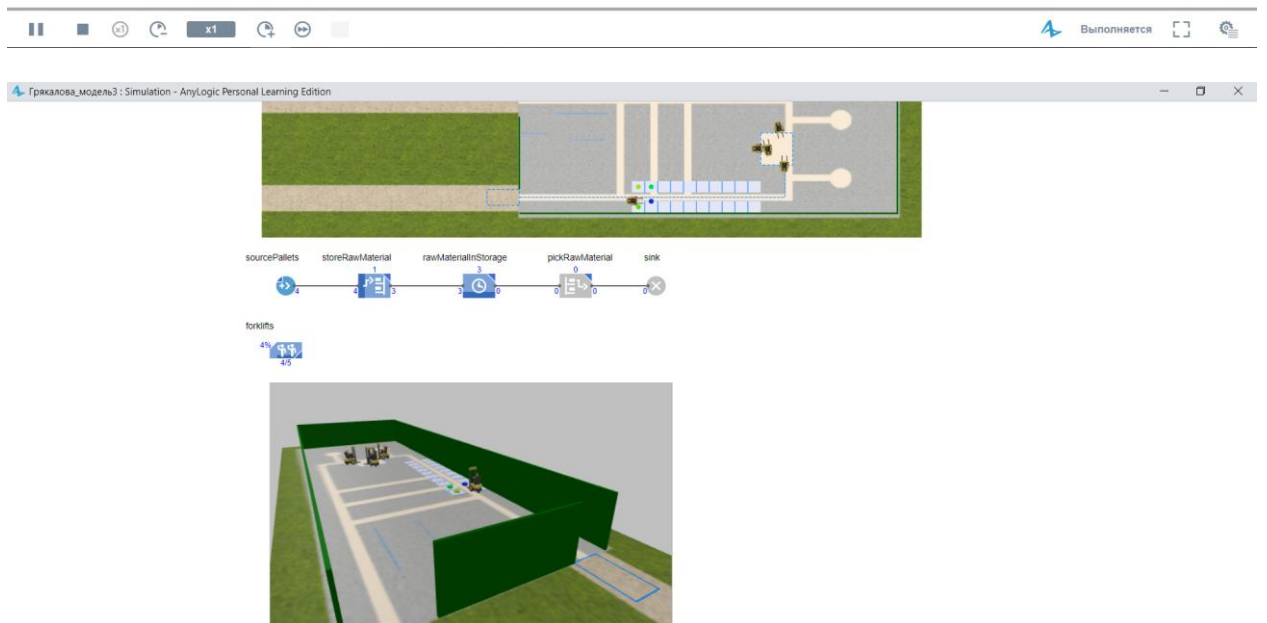 x1 x1 Выполняется
Грякалова_модель3 : Simulation - AnyLogic Personal Learning Edition
sourcePallets storeRawMaterial rawMaterialInStorage pickRawMaterial sink
1 3 0
4 4 3 3 0 0 0 0
forklifts
4%
4/5